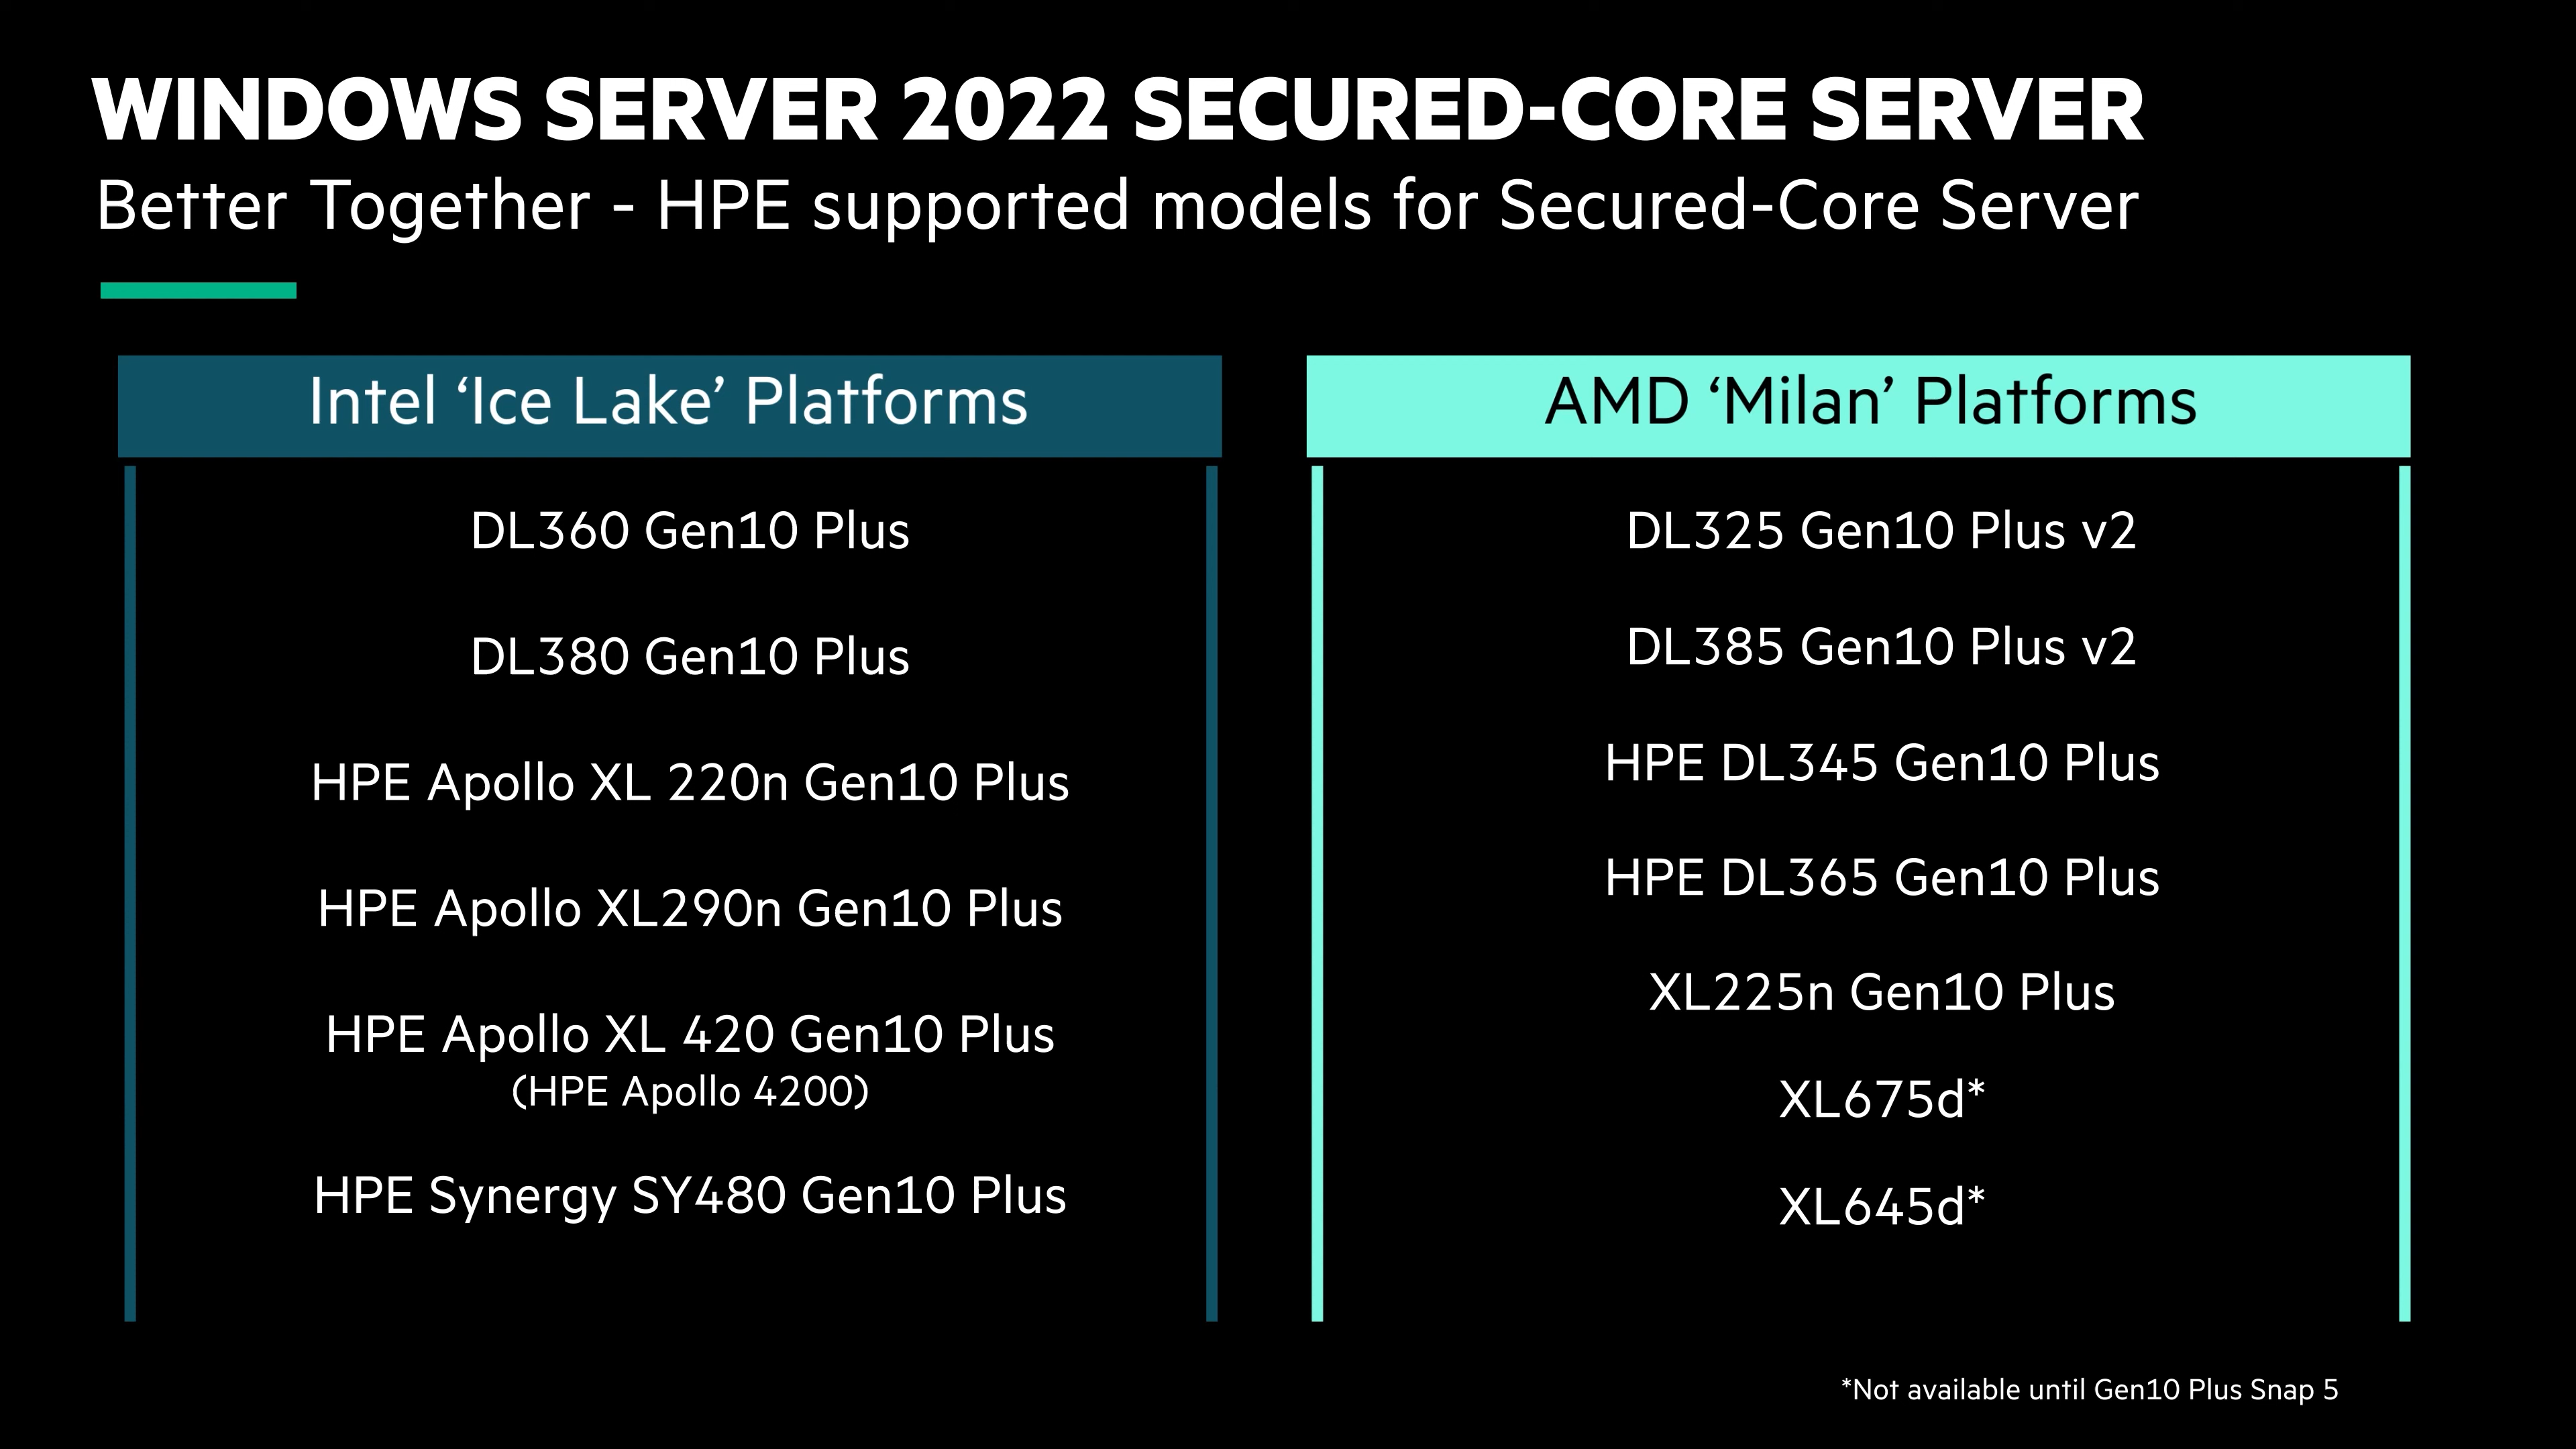 WINDOWS SERVER 2022 SECURED-CORE SERVER
Better Together - HPE supported models for Secured-Core Server
Intel ‘Ice Lake’ Platforms
DL360 Gen10 Plus
DL380 Gen10 Plus
HPE Apollo XL 220n Gen10 Plus
HPE Apollo XL290n Gen10 Plus
HPE Apollo XL 420 Gen10 Plus
(HPE Apollo 4200)
HPE Synergy SY480 Gen10 Plus
AMD ‘Milan’ Platforms
DL325 Gen10 Plus v2
DL385 Gen10 Plus v2
HPE DL345 Gen10 Plus
HPE DL365 Gen10 Plus
XL225n Gen10 Plus
XL675d*
XL645d*
*Not available until Gen10 Plus Snap 5